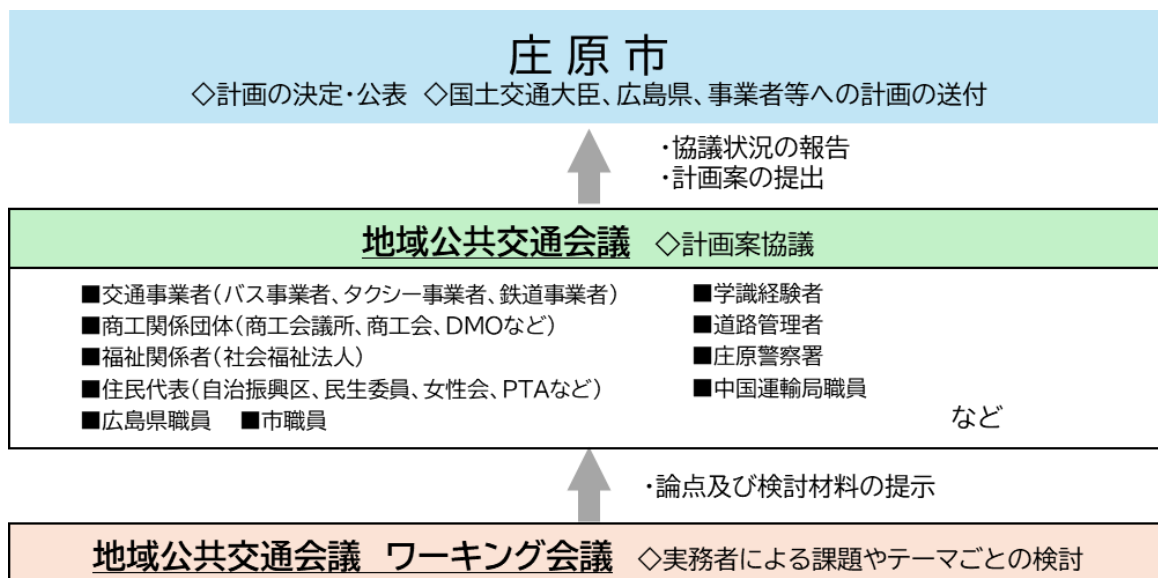 庄原市
◇計画の決定・公表 ◇国土交通大臣、広島県、事業者等への計画の送付
・協議状況の報告
・計画案の提出
地域公共交通会議 ◇計画案協議
■交通事業者(バス事業者、タクシー事業者、鉄道事業者)
■商工関係団体(商工会議所、商工会、DMOなど)
■福祉関係者(社会福祉法人)
■住民代表(自治振興区、民生委員、女性会、PTAなど)
■広島県職員 ■市職員
■学識経験者
■道路管理者
■庄原警察署
■中国運輸局職員
など
・論点及び検討材料の提示
地域公共交通会議 ワーキング会議 ◇実務者による課題やテーマごとの検討